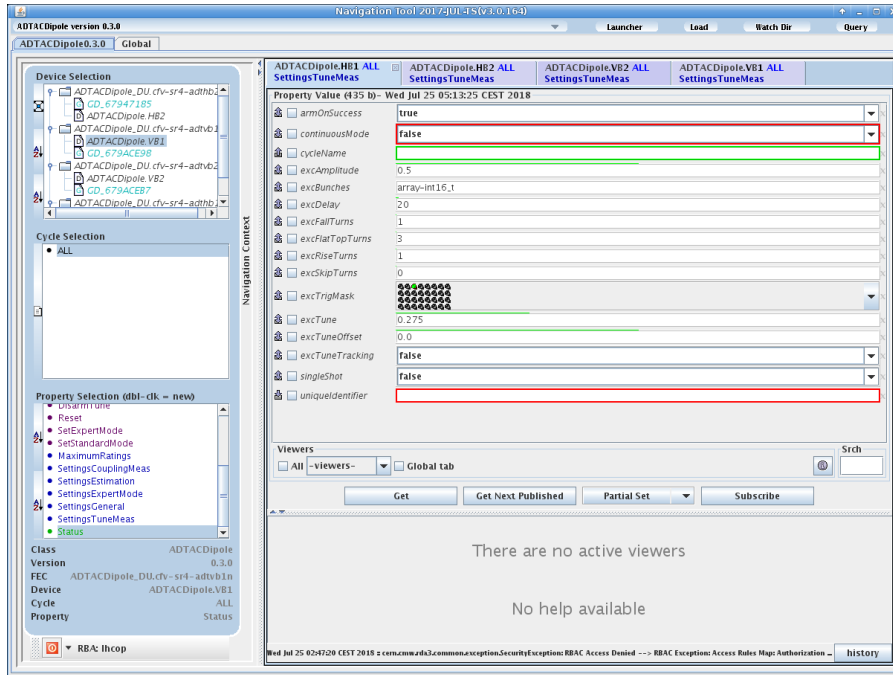 Navigation Tool 2017-JUL-TS(v3.0.164)
ADTACDipole version 0.3.0
Launcher Load Watch Dir Query
ADTACDipole0.3.0 Global
Device Selection
ADTACDipole_DU.cfv-sr4-adthb2
GD_67947185
ADTACDipole.HB2
ADTACDipole_DU.cfv-sr4-adtvb1
ADTACDipole.VB1
GD_679ACE98
ADTACDipole_DU.cfv-sr4-adtvb2
ADTACDipole.VB2
GD_679ACEB7
ADTACDipole_DU.cfv-sr4-adthb
Cycle Selection
ALL
Property Selection (dbl-clk = new)
DisarmTune
Reset
SetExpertMode
SetStandardMode
MaximumRatings
SettingsCouplingMeas
SettingsEstimation
SettingsExpertMode
SettingsGeneral
SettingsTuneMeas
Status
Class ADTACDipole
Version 0.3.0
FEC ADTACDipole_DU.cfv-sr4-adtvb1n
Device ADTACDipole.VB1
Cycle ALL
Property Status
RBA: lhcop
Navigation Context
ADTACDipole.HB1 ALL
SettingsTuneMeas
ADTACDipole.HB2 ALL
SettingsTuneMeas
ADTACDipole.VB2 ALL
SettingsTuneMeas
ADTACDipole.VB1 ALL
SettingsTuneMeas
Property Value (435 b)- Wed Jul 25 05:13:25 CEST 2018
armOnSuccess true
continuousMode false
cycleName
excAmplitude 0.5
excBunches array-int16_t
excDelay 20
excFallTurns 1
excFlatTopTurns 3
excRiseTurns 1
excSkipTurns 0
excTrigMask
excTune 0.275
excTuneOffset 0.0
excTuneTracking false
singleShot false
uniqueIdentifier
Viewers Srch
All -viewers- Global tab
Get Get Next Published Partial Set Subscribe
There are no active viewers
No help available
Wed Jul 25 02:47:20 CEST 2018 :: cern.cmw.rda3.common.exception.SecurityException: RBAC Access Denied --> RBAC Exception: Access Rules Map: Authorization ... history